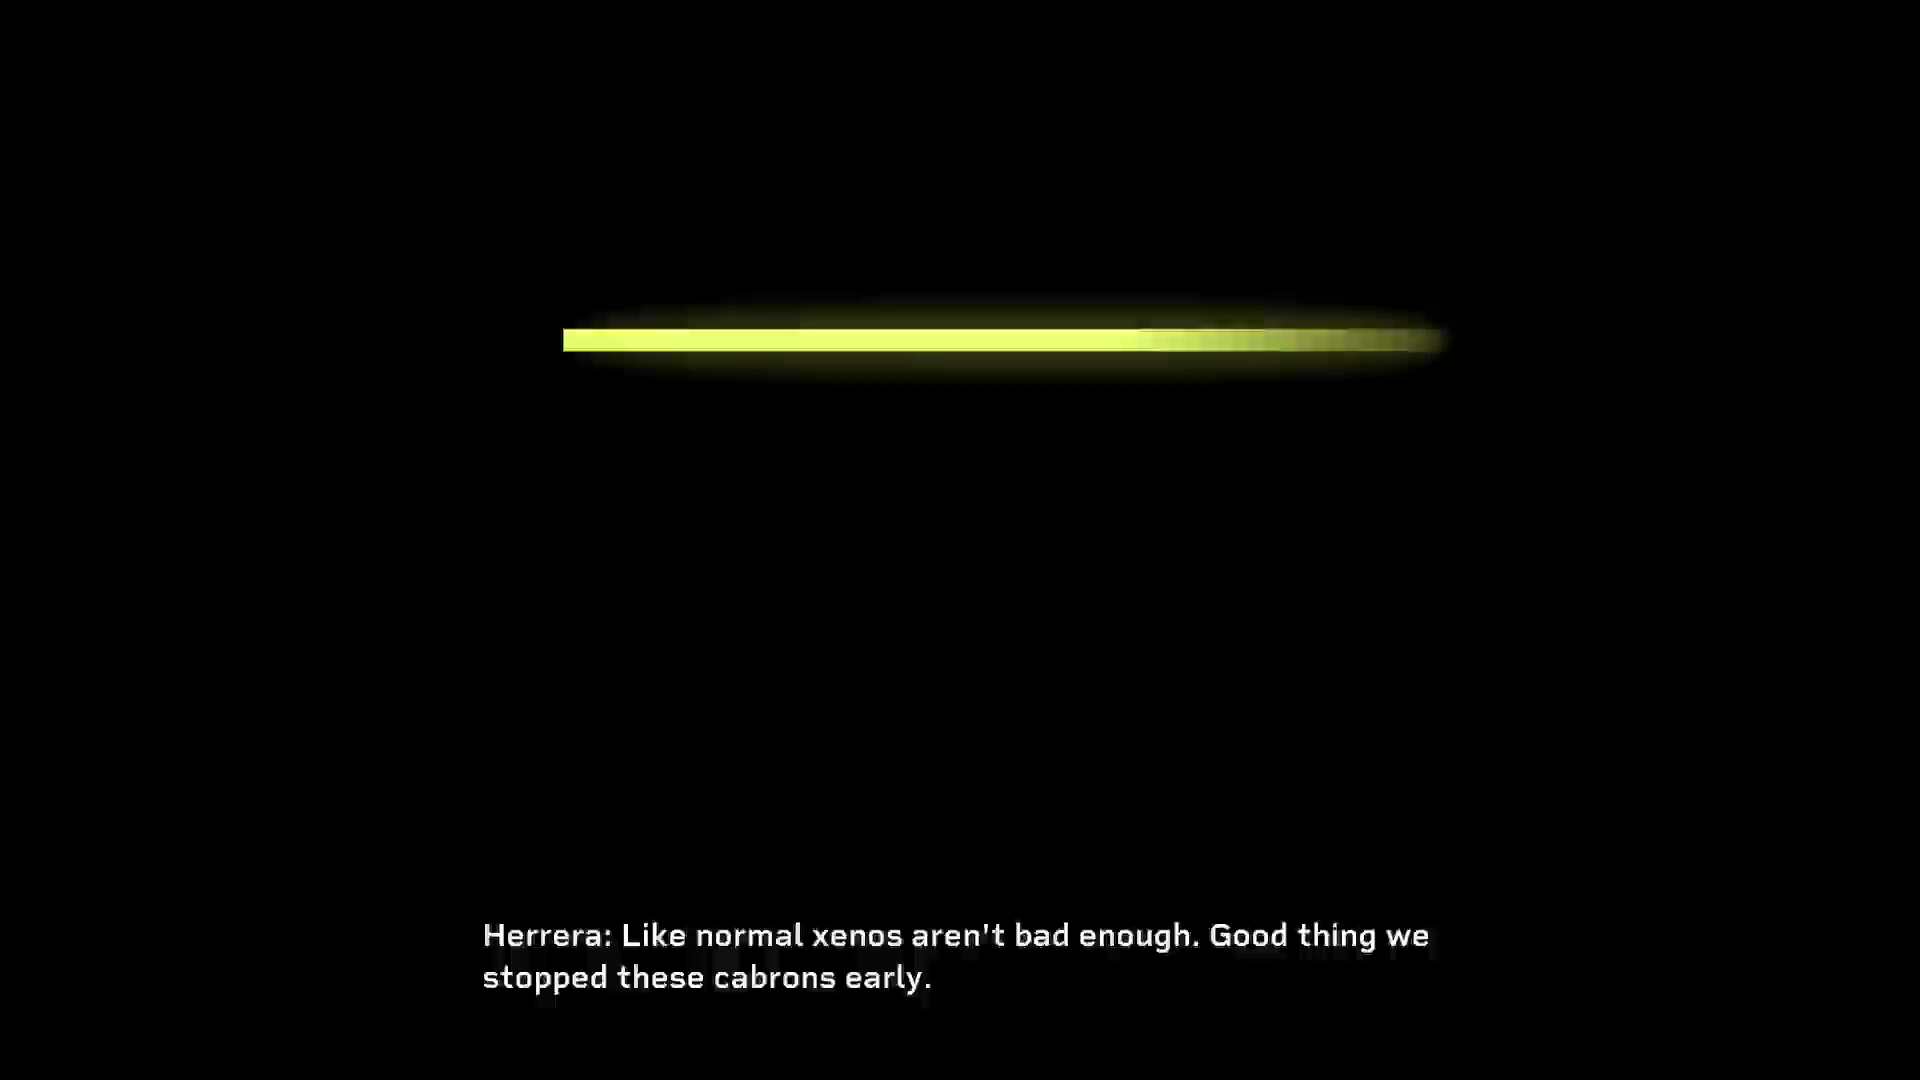 Herrera: Like normal xenos aren't bad enough. Good thing we
stopped these cabrons early.